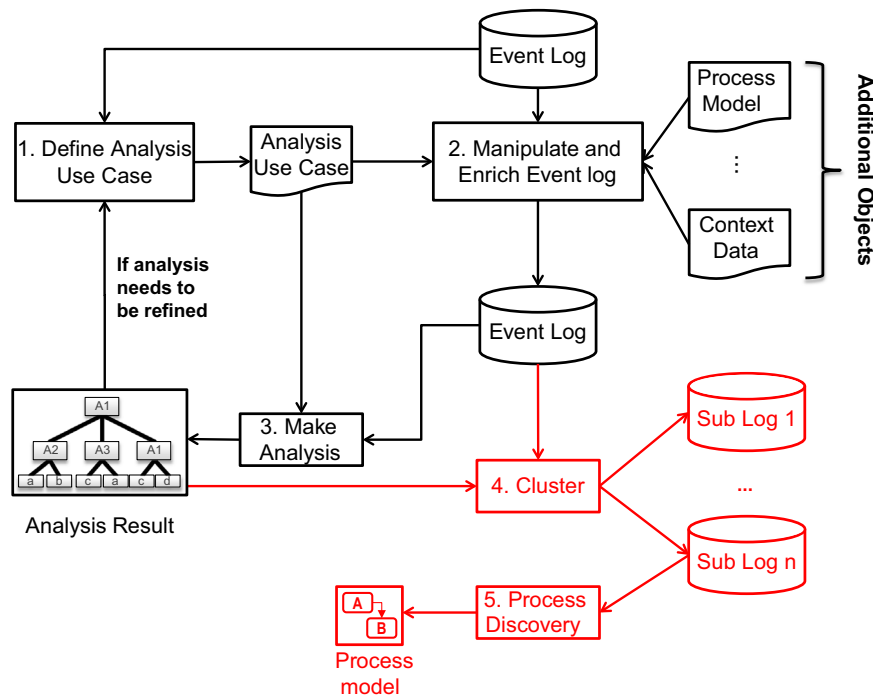 Event Log
Process
Model
Additional Objects
1. Define Analysis
Use Case
Analysis
Use Case
2. Manipulate and
Enrich Event log
...
Context
Data
If analysis
needs to
be refined
Event Log
A1
A2 A3 A1
a b c a c d
Analysis Result
3. Make
Analysis
4. Cluster
Sub Log 1
...
Sub Log n
5. Process
Discovery
A
B
Process
model